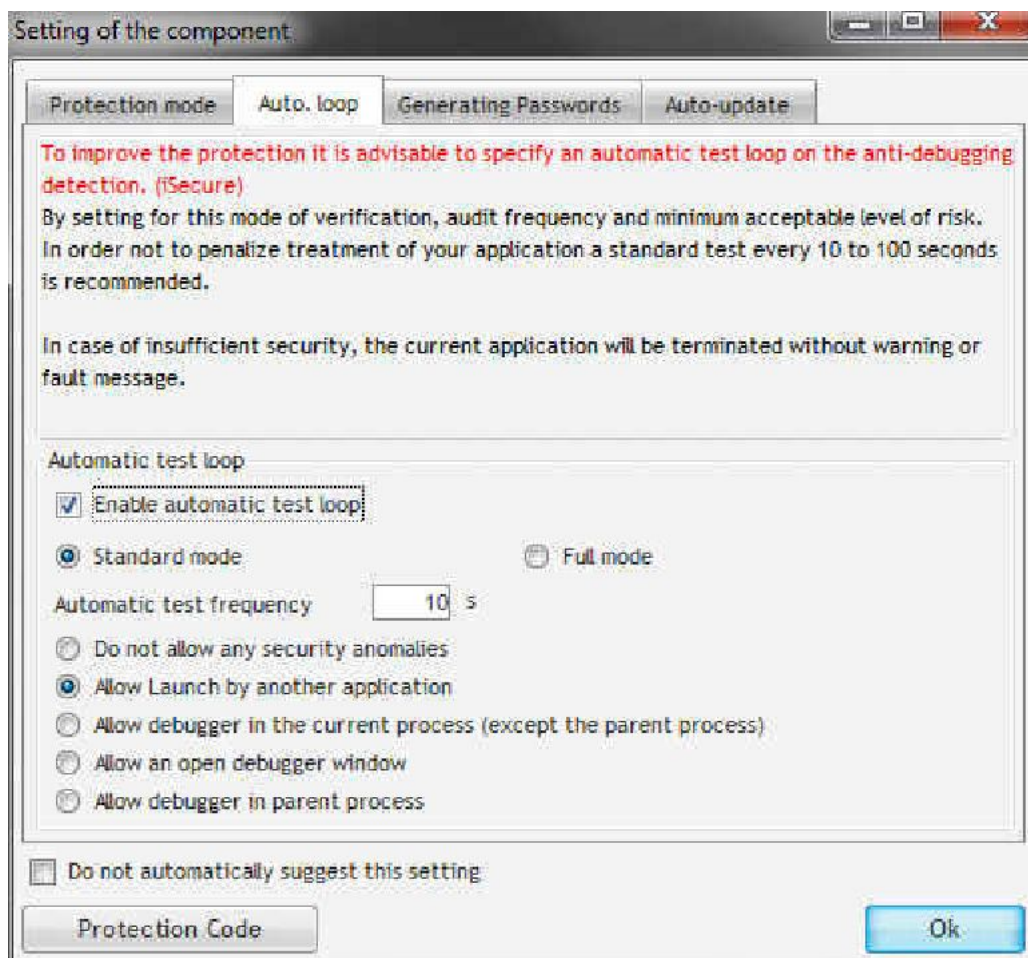 Setting of the component
Protection mode
Auto. loop
Generating Passwords
Auto-update
To improve the protection it is advisable to specify an automatic test loop on the anti-debugging
detection. (iSecure)
By setting for this mode of verification, audit frequency and minimum acceptable level of risk.
In order not to penalize treatment of your application a standard test every 10 to 100 seconds
is recommended.
In case of insufficient security, the current application will be terminated without warning or
fault message.
Automatic test loop
Enable automatic test loop
Standard mode
Full mode
Automatic test frequency 10 s
Do not allow any security anomalies
Allow Launch by another application
Allow debugger in the current process (except the parent process)
Allow an open debugger window
Allow debugger in parent process
Do not automatically suggest this setting
Protection Code
Ok